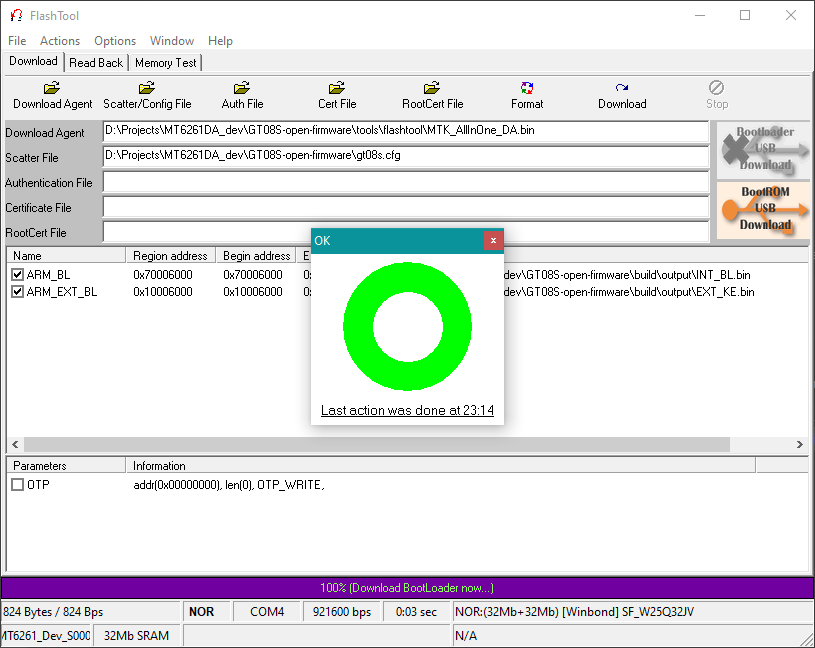 FlashTool
File Actions Options Window Help
Download Read Back Memory Test
Download Agent Scatter/Config File Auth File Cert File RootCert File Format Download Stop
Download Agent D:\Projects\MT6261DA_dev\GT08S-open-firmware\tools\flashtool\MTK_AllInOne_DA.bin
Scatter File D:\Projects\MT6261DA_dev\GT08S-open-firmware\gt08s.cfg
Authentication File
Certificate File
RootCert File
Bootloader
USB
Download
BootROM
USB
Download
Name Region address Begin address E
ARM_BL 0x70006000 0x70006000 0x dev\GT08S-open-firmware\build\output\INT_BL.bin
ARM_EXT_BL 0x10006000 0x10006000 0x dev\GT08S-open-firmware\build\output\EXT_KE.bin
OK x
Last action was done at 23:14
Parameters Information
OTP addr(0x00000000), len(0), OTP_WRITE,
100% (Download BootLoader now...)
824 Bytes / 824 Bps NOR COM4 921600 bps 0:03 sec NOR:(32Mb+32Mb) [Winbond] SF_W25Q32JV
MT6261_Dev_S000 32Mb SRAM N/A